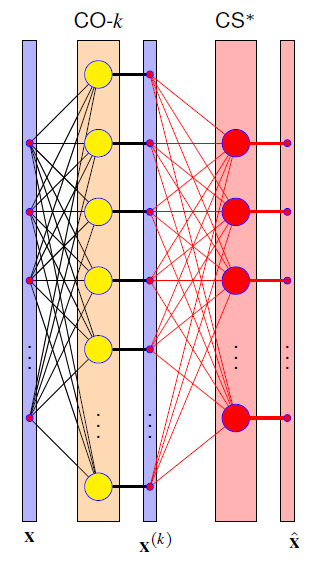 CO-k CS*
x x^(k) x̂